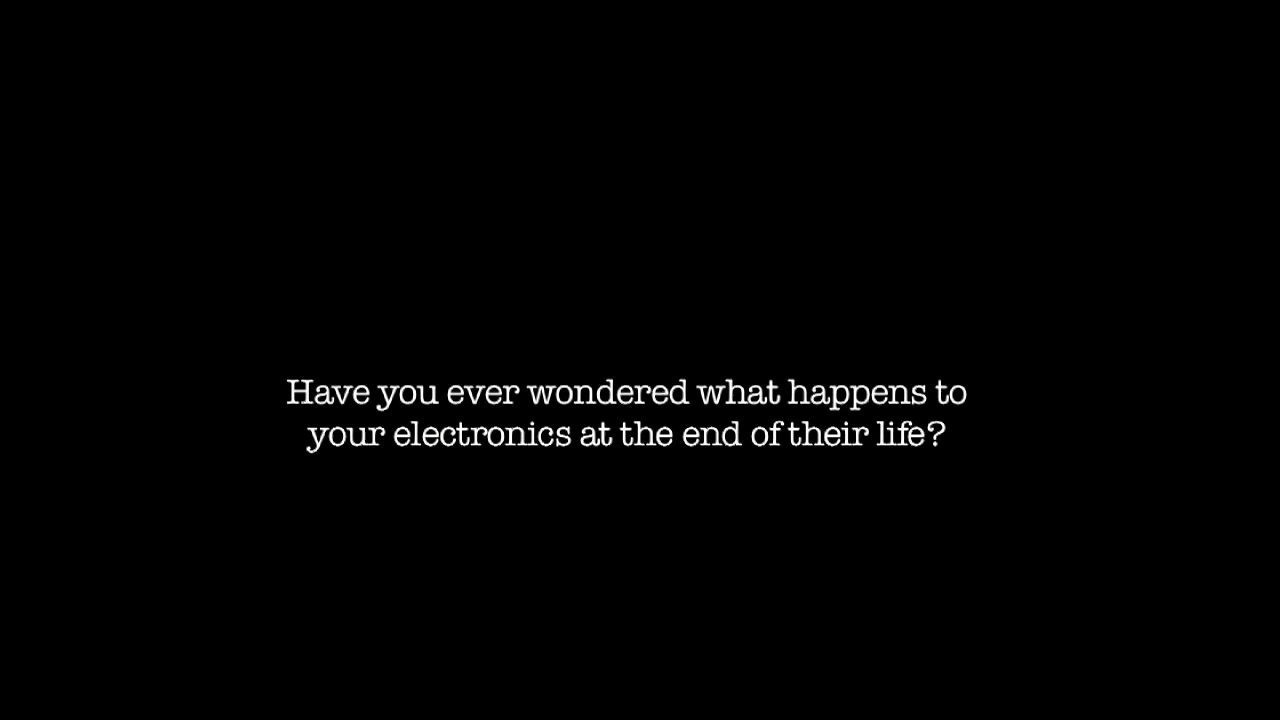 Have you ever wondered what happens to
your electronics at the end of their life?